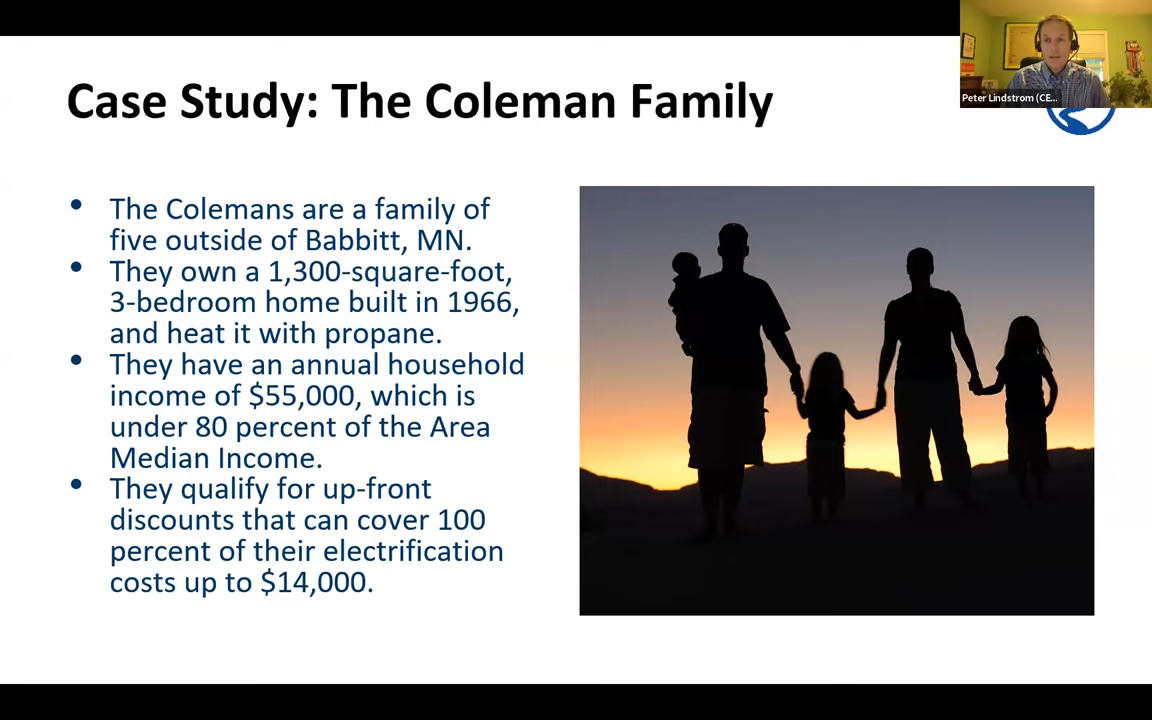 Case Study: The Coleman Family
Peter Lindstrom (CE...
• The Colemans are a family of
five outside of Babbitt, MN.
• They own a 1,300-square-foot,
3-bedroom home built in 1966,
and heat it with propane.
• They have an annual household
income of $55,000, which is
under 80 percent of the Area
Median Income.
• They qualify for up-front
discounts that can cover 100
percent of their electrification
costs up to $14,000.